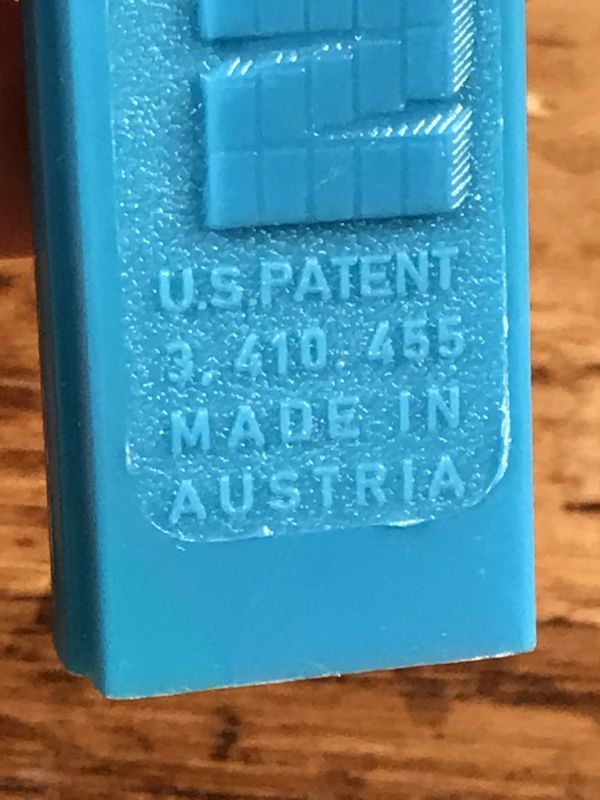 U.S.PATENT
3.410.455
MADE IN
AUSTRIA